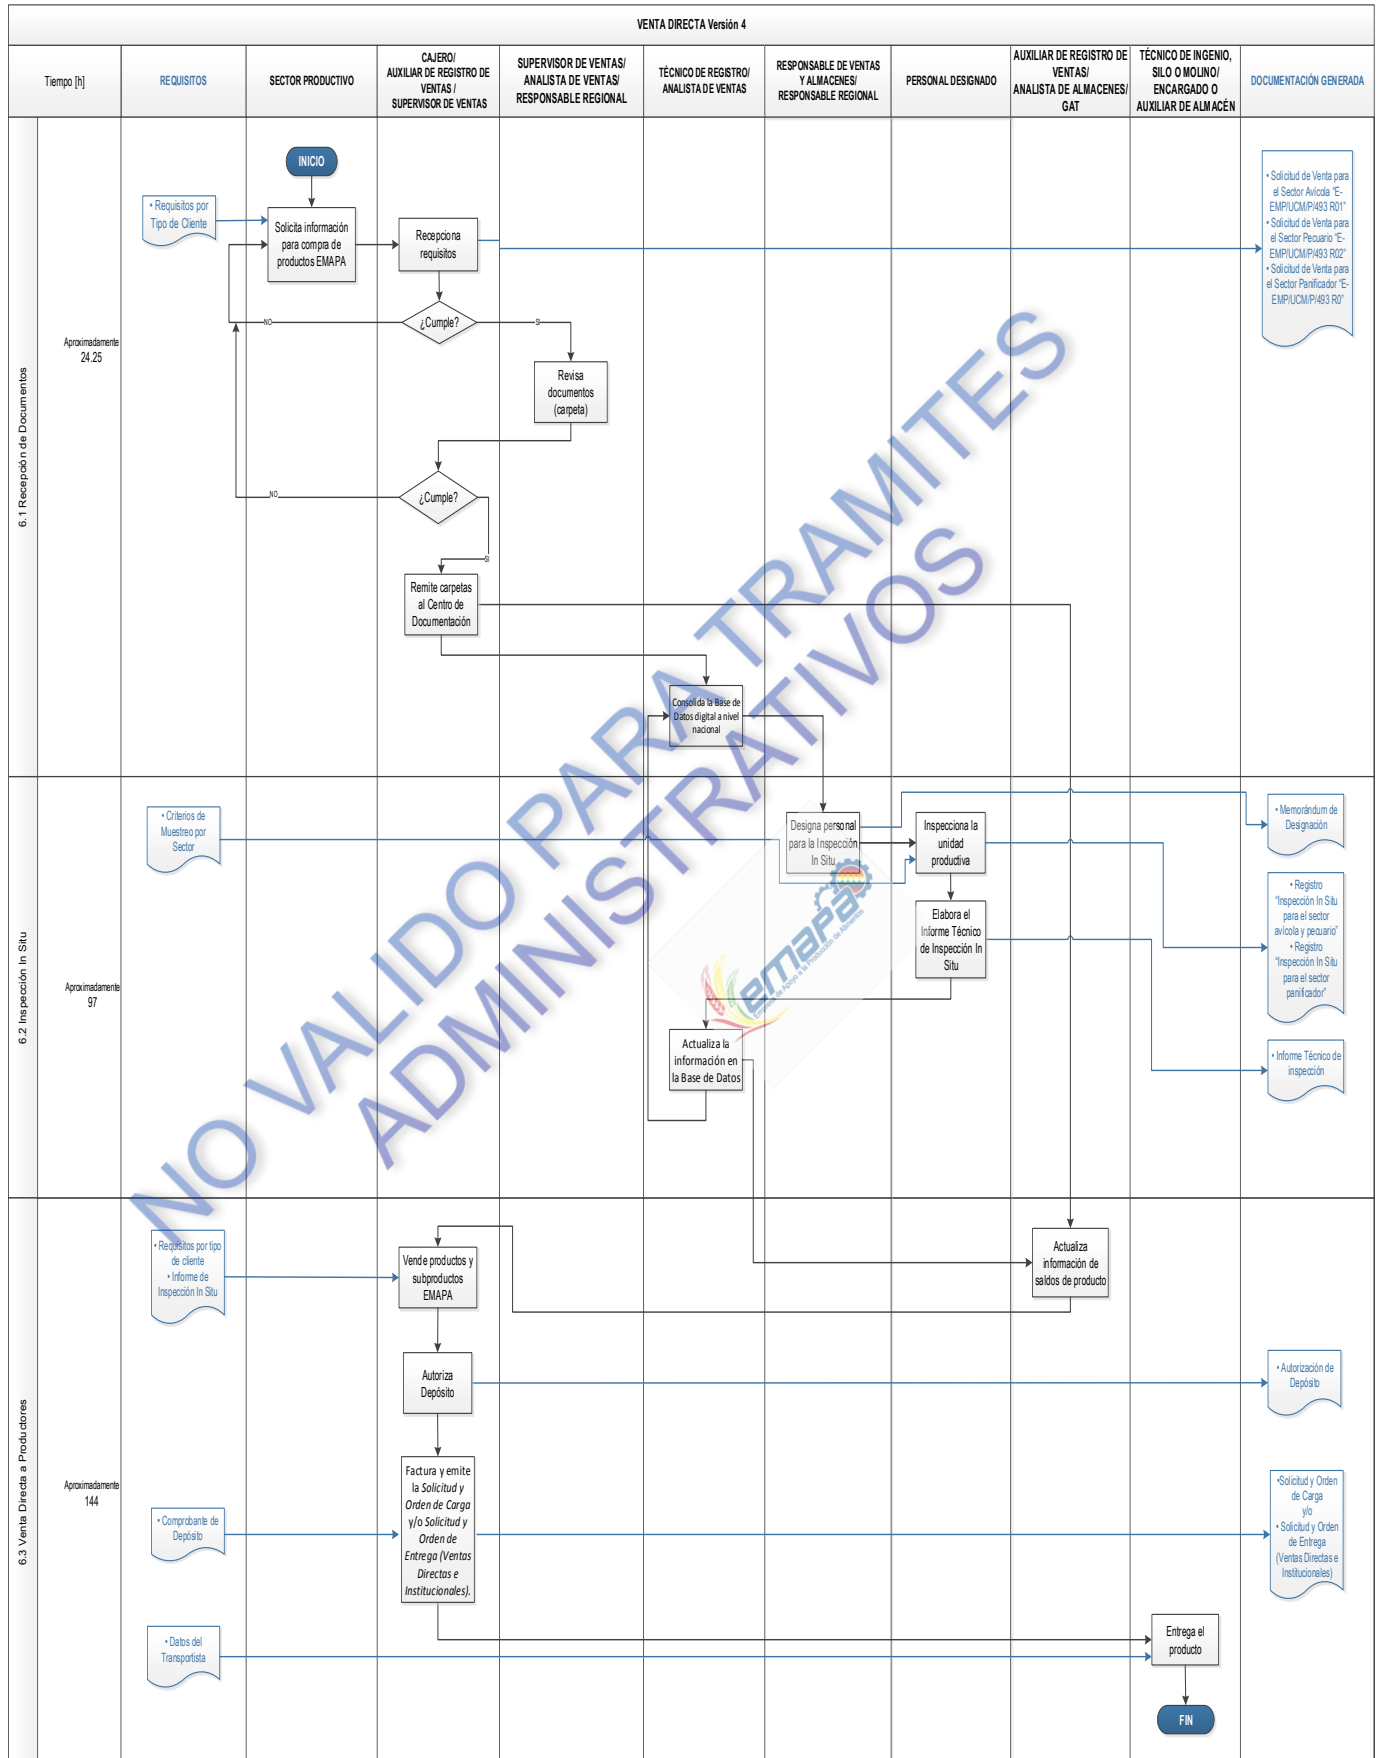 VENTA DIRECTA Versión 4
Tiempo [h]
REQUISITOS
SECTOR PRODUCTIVO
CAJERO/
AUXILIAR DE REGISTRO DE
VENTAS /
SUPERVISOR DE VENTAS
SUPERVISOR DE VENTAS/
ANALISTA DE VENTAS/
RESPONSABLE REGIONAL
TÉCNICO DE REGISTRO/
ANALISTA DE VENTAS
RESPONSABLE DE VENTAS
Y ALMACENES/
RESPONSABLE REGIONAL
PERSONAL DESIGNADO
AUXILIAR DE REGISTRO DE
VENTAS/
ANALISTA DE ALMACENES/
GAT
TÉCNICO DE INGENIO,
SILO O MOLINO/
ENCARGADO O
AUXILIAR DE ALMACÉN
DOCUMENTACIÓN GENERADA
6.1 Recepción de Documentos
Aproximadamente
24.25
INICIO
• Requisitos por
Tipo de Cliente
Solicita información
para compra de
productos EMAPA
Recepciona
requisitos
• Solicitud de Venta para
el Sector Avícola "E-
EMP/UCM/P/493 R01"
• Solicitud de Venta para
el Sector Pecuario "E-
EMP/UCM/P/493 R02"
• Solicitud de Venta para
el Sector Panificador "E-
EMP/UCM/P/493 R0"
¿Cumple?
NO
SI
Revisa
documentos
(carpeta)
¿Cumple?
NO
SI
Remite carpetas
al Centro de
Documentación
Consolida la Base de
Datos digital a nivel
nacional
6.2 Inspección In Situ
Aproximadamente
97
• Criterios de
Muestreo por
Sector
Designa personal
para la Inspección
In Situ
Inspecciona la
unidad
productiva
• Memorándum de
Designación
Elabora el
Informe Técnico
de Inspección In
Situ
• Registro
"Inspección In Situ
para el sector
avícola y pecuario"
• Registro
"Inspección In Situ
para el sector
panificador"
Actualiza la
información en
la Base de Datos
• Informe Técnico de
inspección
6.3 Venta Directa a Productores
Aproximadamente
144
• Requisitos por tipo
de cliente
• Informe de
Inspección In Situ
Vende productos y
subproductos
EMAPA
Actualiza
información de
saldos de producto
Autoriza
Depósito
• Autorización de
Depósito
• Comprobante de
Depósito
Factura y emite
la Solicitud y
Orden de Carga
y/o Solicitud y
Orden de
Entrega (Ventas
Directas e
Institucionales).
•Solicitud y Orden
de Carga
y/o
• Solicitud y Orden
de Entrega
(Ventas Directas e
Institucionales)
• Datos del
Transportista
Entrega el
producto
FIN
NO VALIDO PARA TRAMITES
ADMINISTRATIVOS
emapa
Empresa de Apoyo a la Producción de Alimentos